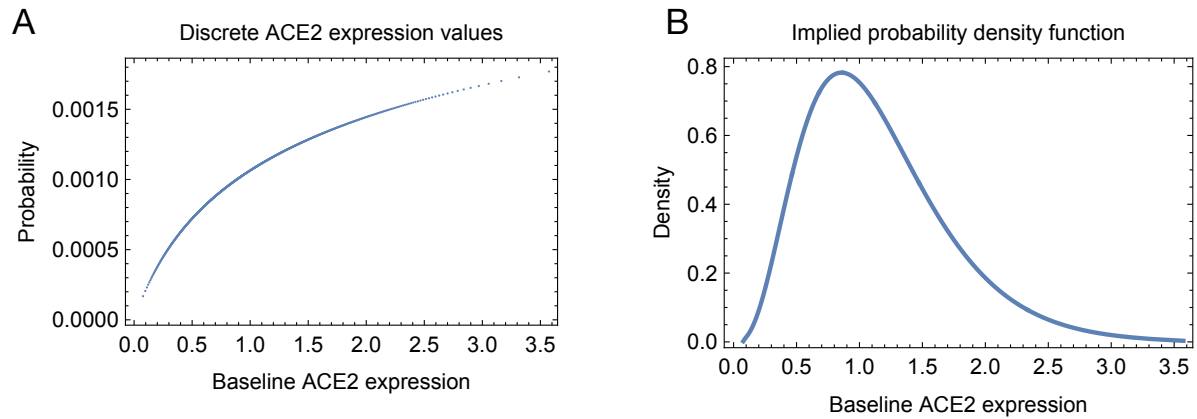 A
Discrete ACE2 expression values
Probability
0.0015
0.0010
0.0005
0.0000
0.0 0.5 1.0 1.5 2.0 2.5 3.0 3.5
Baseline ACE2 expression
B
Implied probability density function
Density
0.8
0.6
0.4
0.2
0.0
0.0 0.5 1.0 1.5 2.0 2.5 3.0 3.5
Baseline ACE2 expression